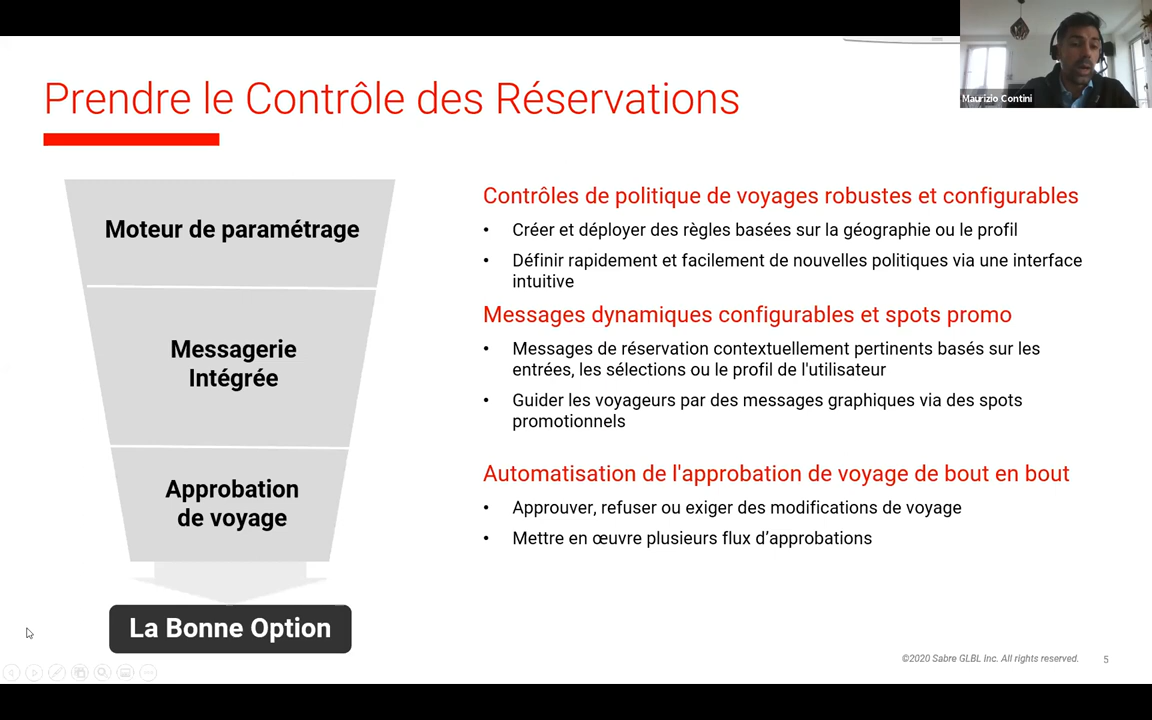 Prendre le Contrôle des Réservations
Maurizio Contini
Moteur de paramétrage
Messagerie
Intégrée
Approbation
de voyage
La Bonne Option
Contrôles de politique de voyages robustes et configurables
• Créer et déployer des règles basées sur la géographie ou le profil
• Définir rapidement et facilement de nouvelles politiques via une interface
intuitive
Messages dynamiques configurables et spots promo
• Messages de réservation contextuellement pertinents basés sur les
entrées, les sélections ou le profil de l'utilisateur
• Guider les voyageurs par des messages graphiques via des spots
promotionnels
Automatisation de l'approbation de voyage de bout en bout
• Approuver, refuser ou exiger des modifications de voyage
• Mettre en œuvre plusieurs flux d’approbations
©2020 Sabre GLBL Inc. All rights reserved.
5